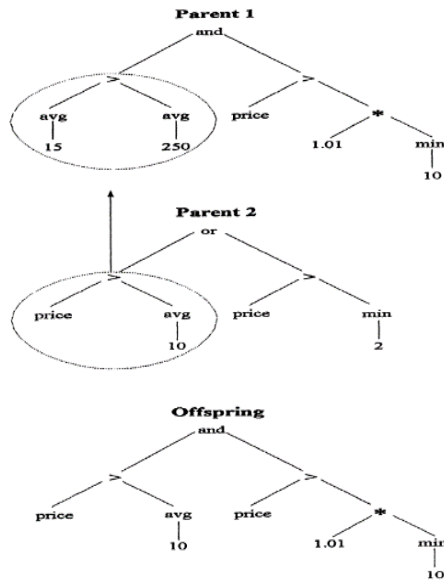 Parent 1
and
> >
avg avg price *
15 250 1.01 min
10
Parent 2
or
> >
price avg price min
10 2
Offspring
and
> >
price avg price *
10 1.01 min
10